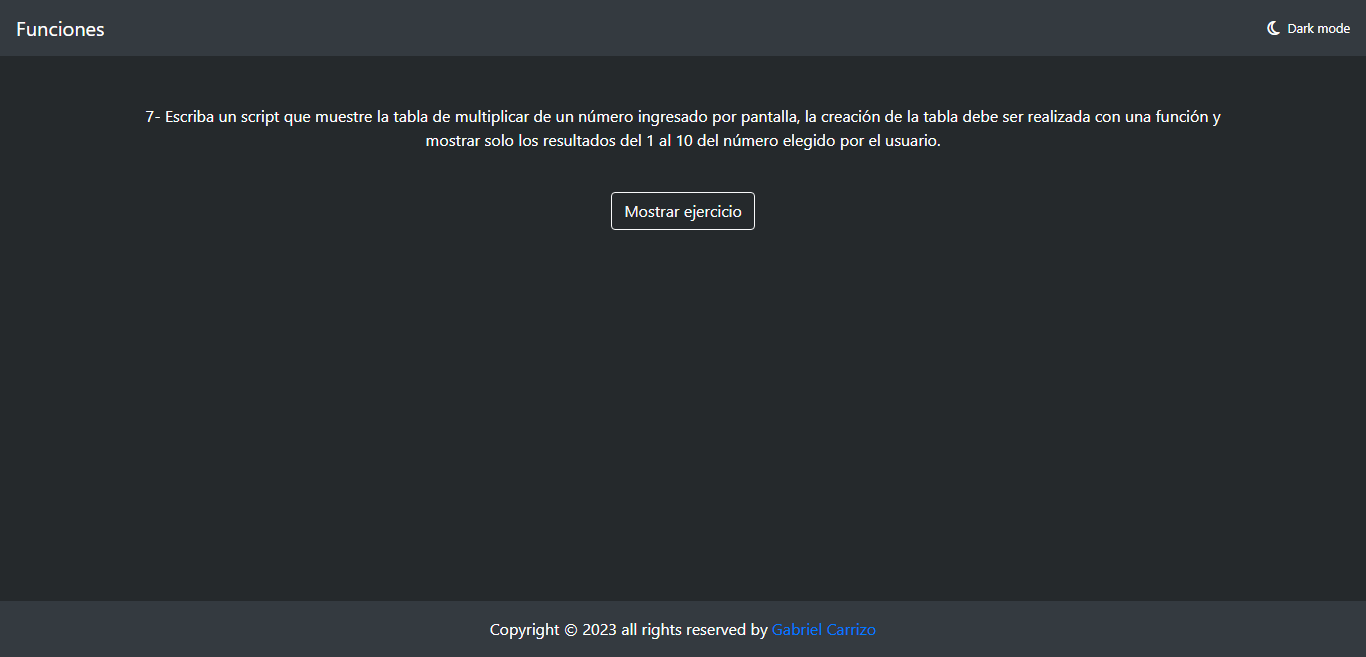 Funciones
Dark mode
7- Escriba un script que muestre la tabla de multiplicar de un número ingresado por pantalla, la creación de la tabla debe ser realizada con una función y
mostrar solo los resultados del 1 al 10 del número elegido por el usuario.
Mostrar ejercicio
Copyright © 2023 all rights reserved by Gabriel Carrizo